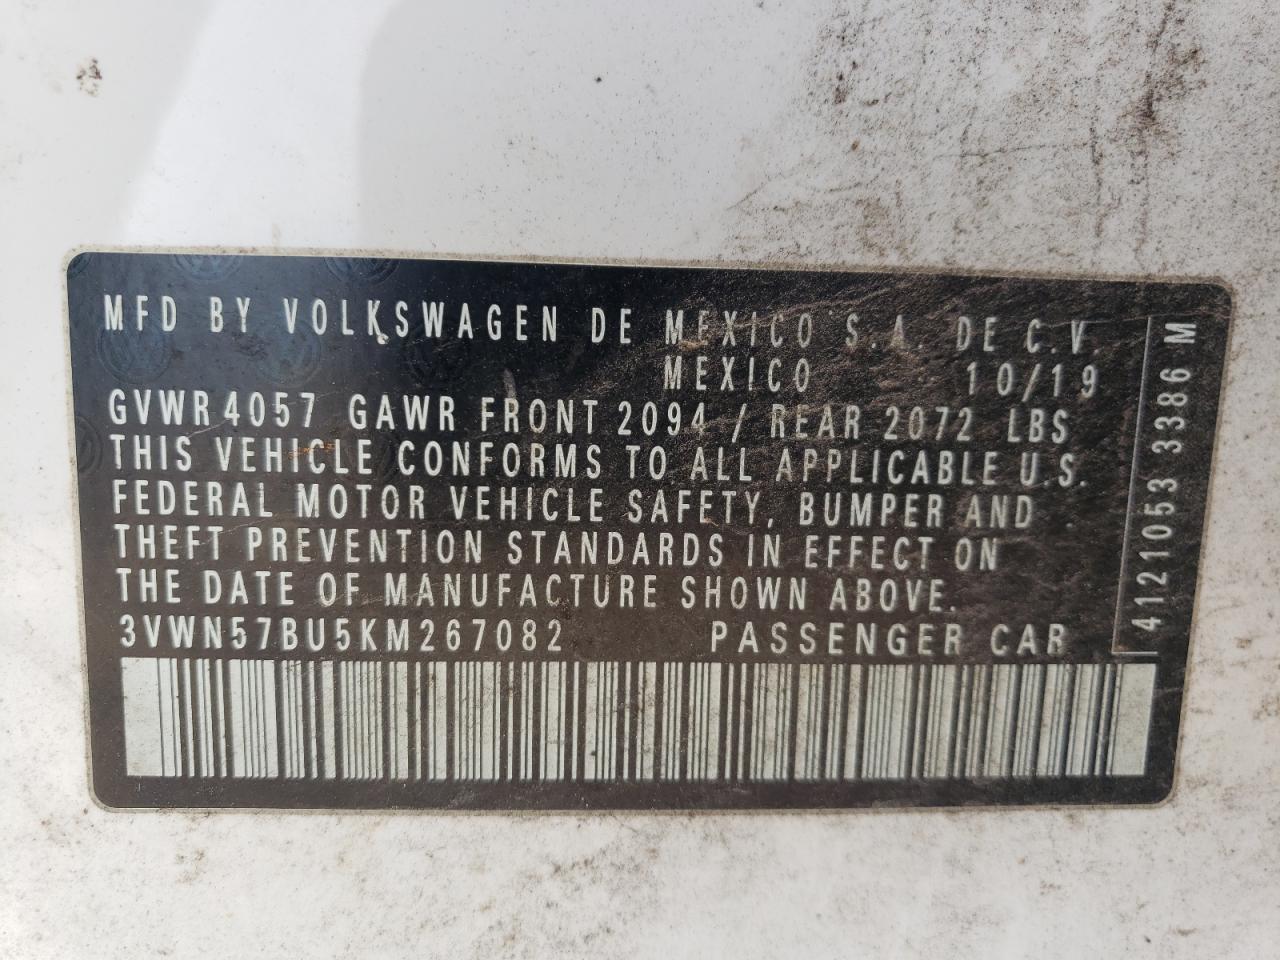 MFD BY VOLKSWAGEN DE MEXICO S.A. DE C.V.
MEXICO 10/19
GVWR 4057 GAWR FRONT 2094 / REAR 2072 LBS
THIS VEHICLE CONFORMS TO ALL APPLICABLE U.S.
FEDERAL MOTOR VEHICLE SAFETY, BUMPER AND
THEFT PREVENTION STANDARDS IN EFFECT ON
THE DATE OF MANUFACTURE SHOWN ABOVE.
3VWN57BU5KM267082 PASSENGER CAR
4121053 3386 M